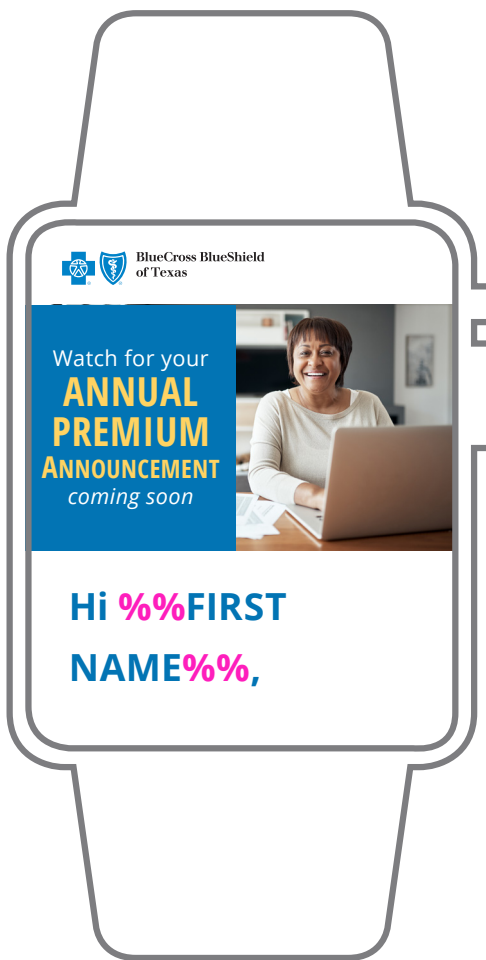 BlueCross BlueShield
of Texas
Watch for your
ANNUAL
PREMIUM
ANNOUNCEMENT
coming soon
Hi %%FIRST
NAME%%,